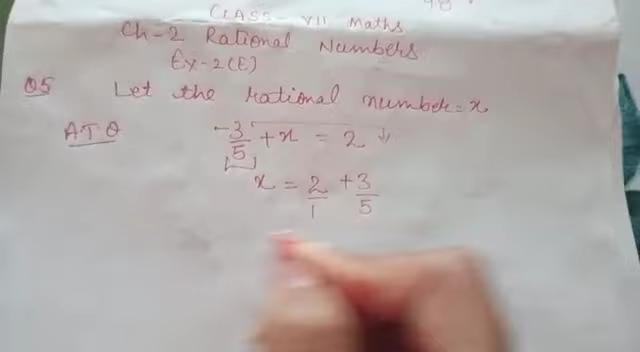 CLASS - VII Maths
Ch-2 Rational Numbers
Ex-2(E)
Q5 Let the rational number = x
ATQ -3/5 + x = 2
x = 2/1 + 3/5